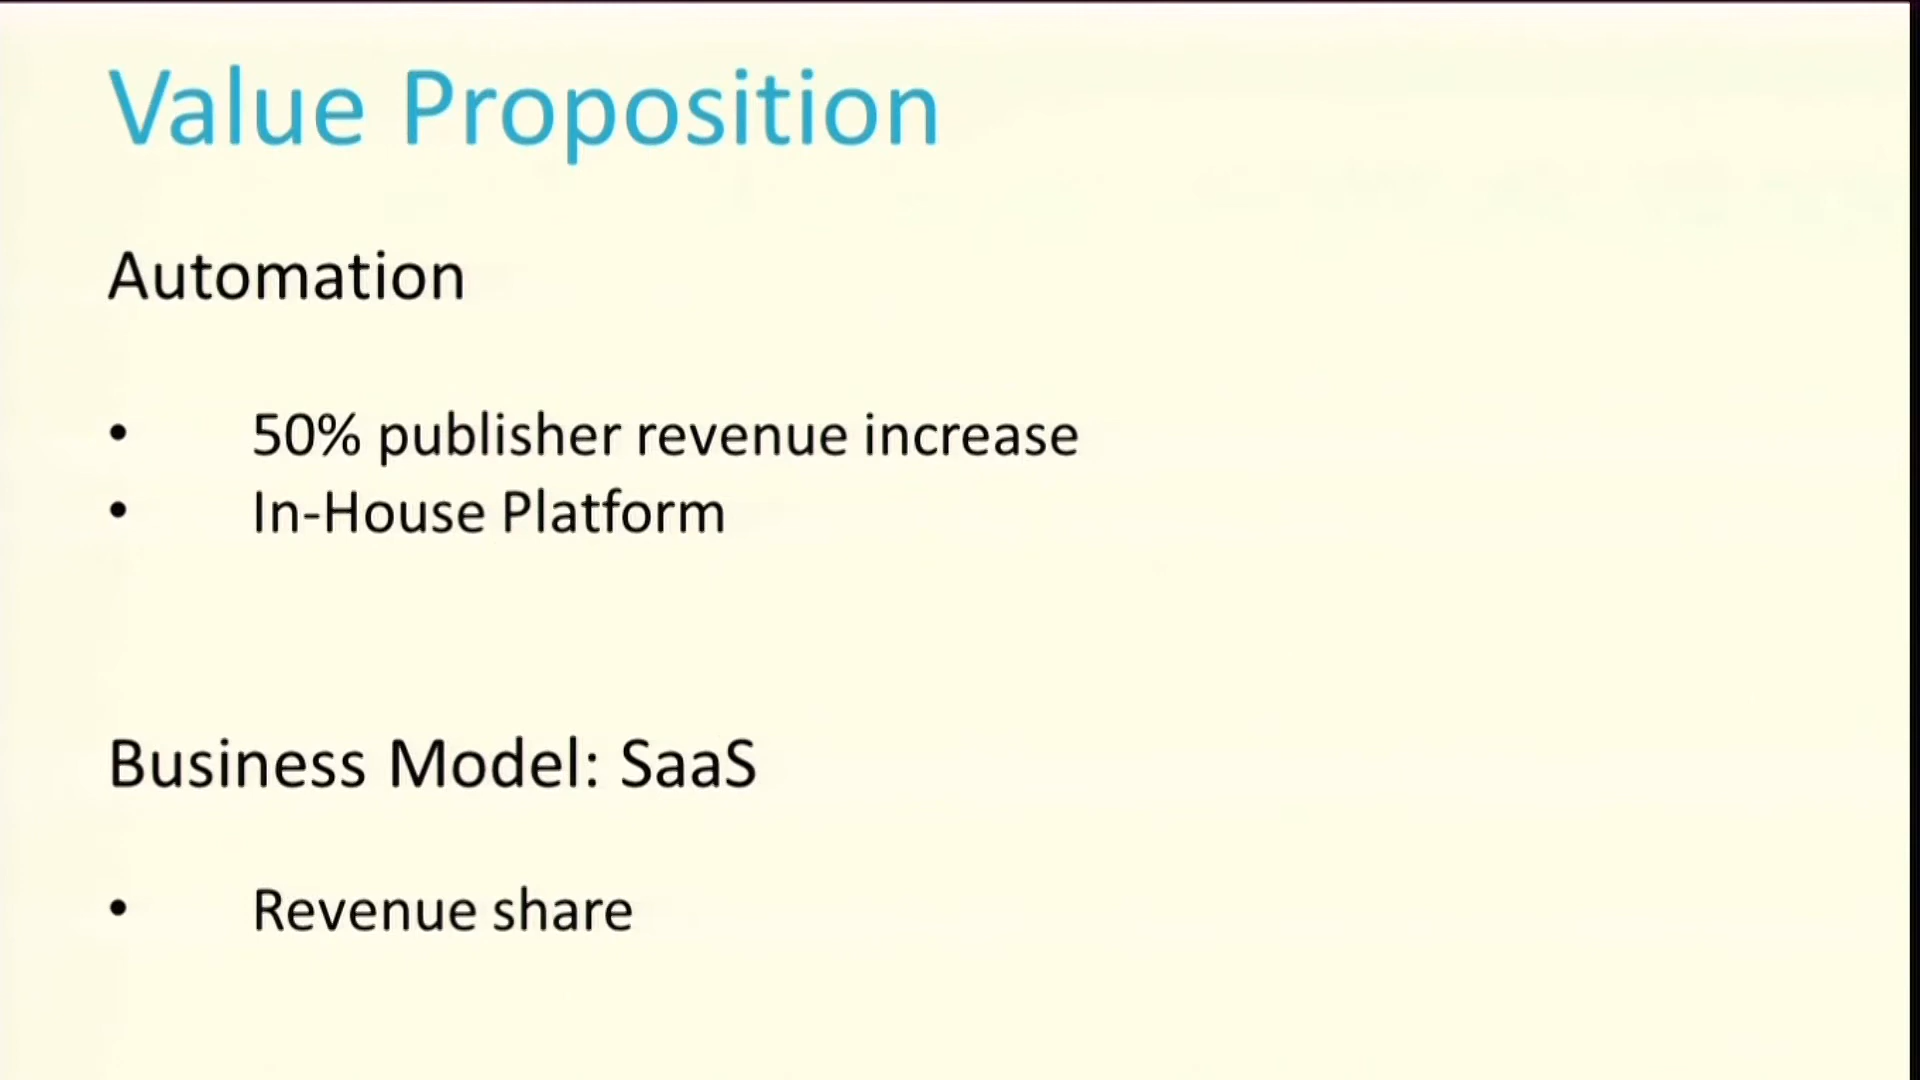 Value Proposition
Automation
• 50% publisher revenue increase
• In-House Platform
Business Model: SaaS
• Revenue share